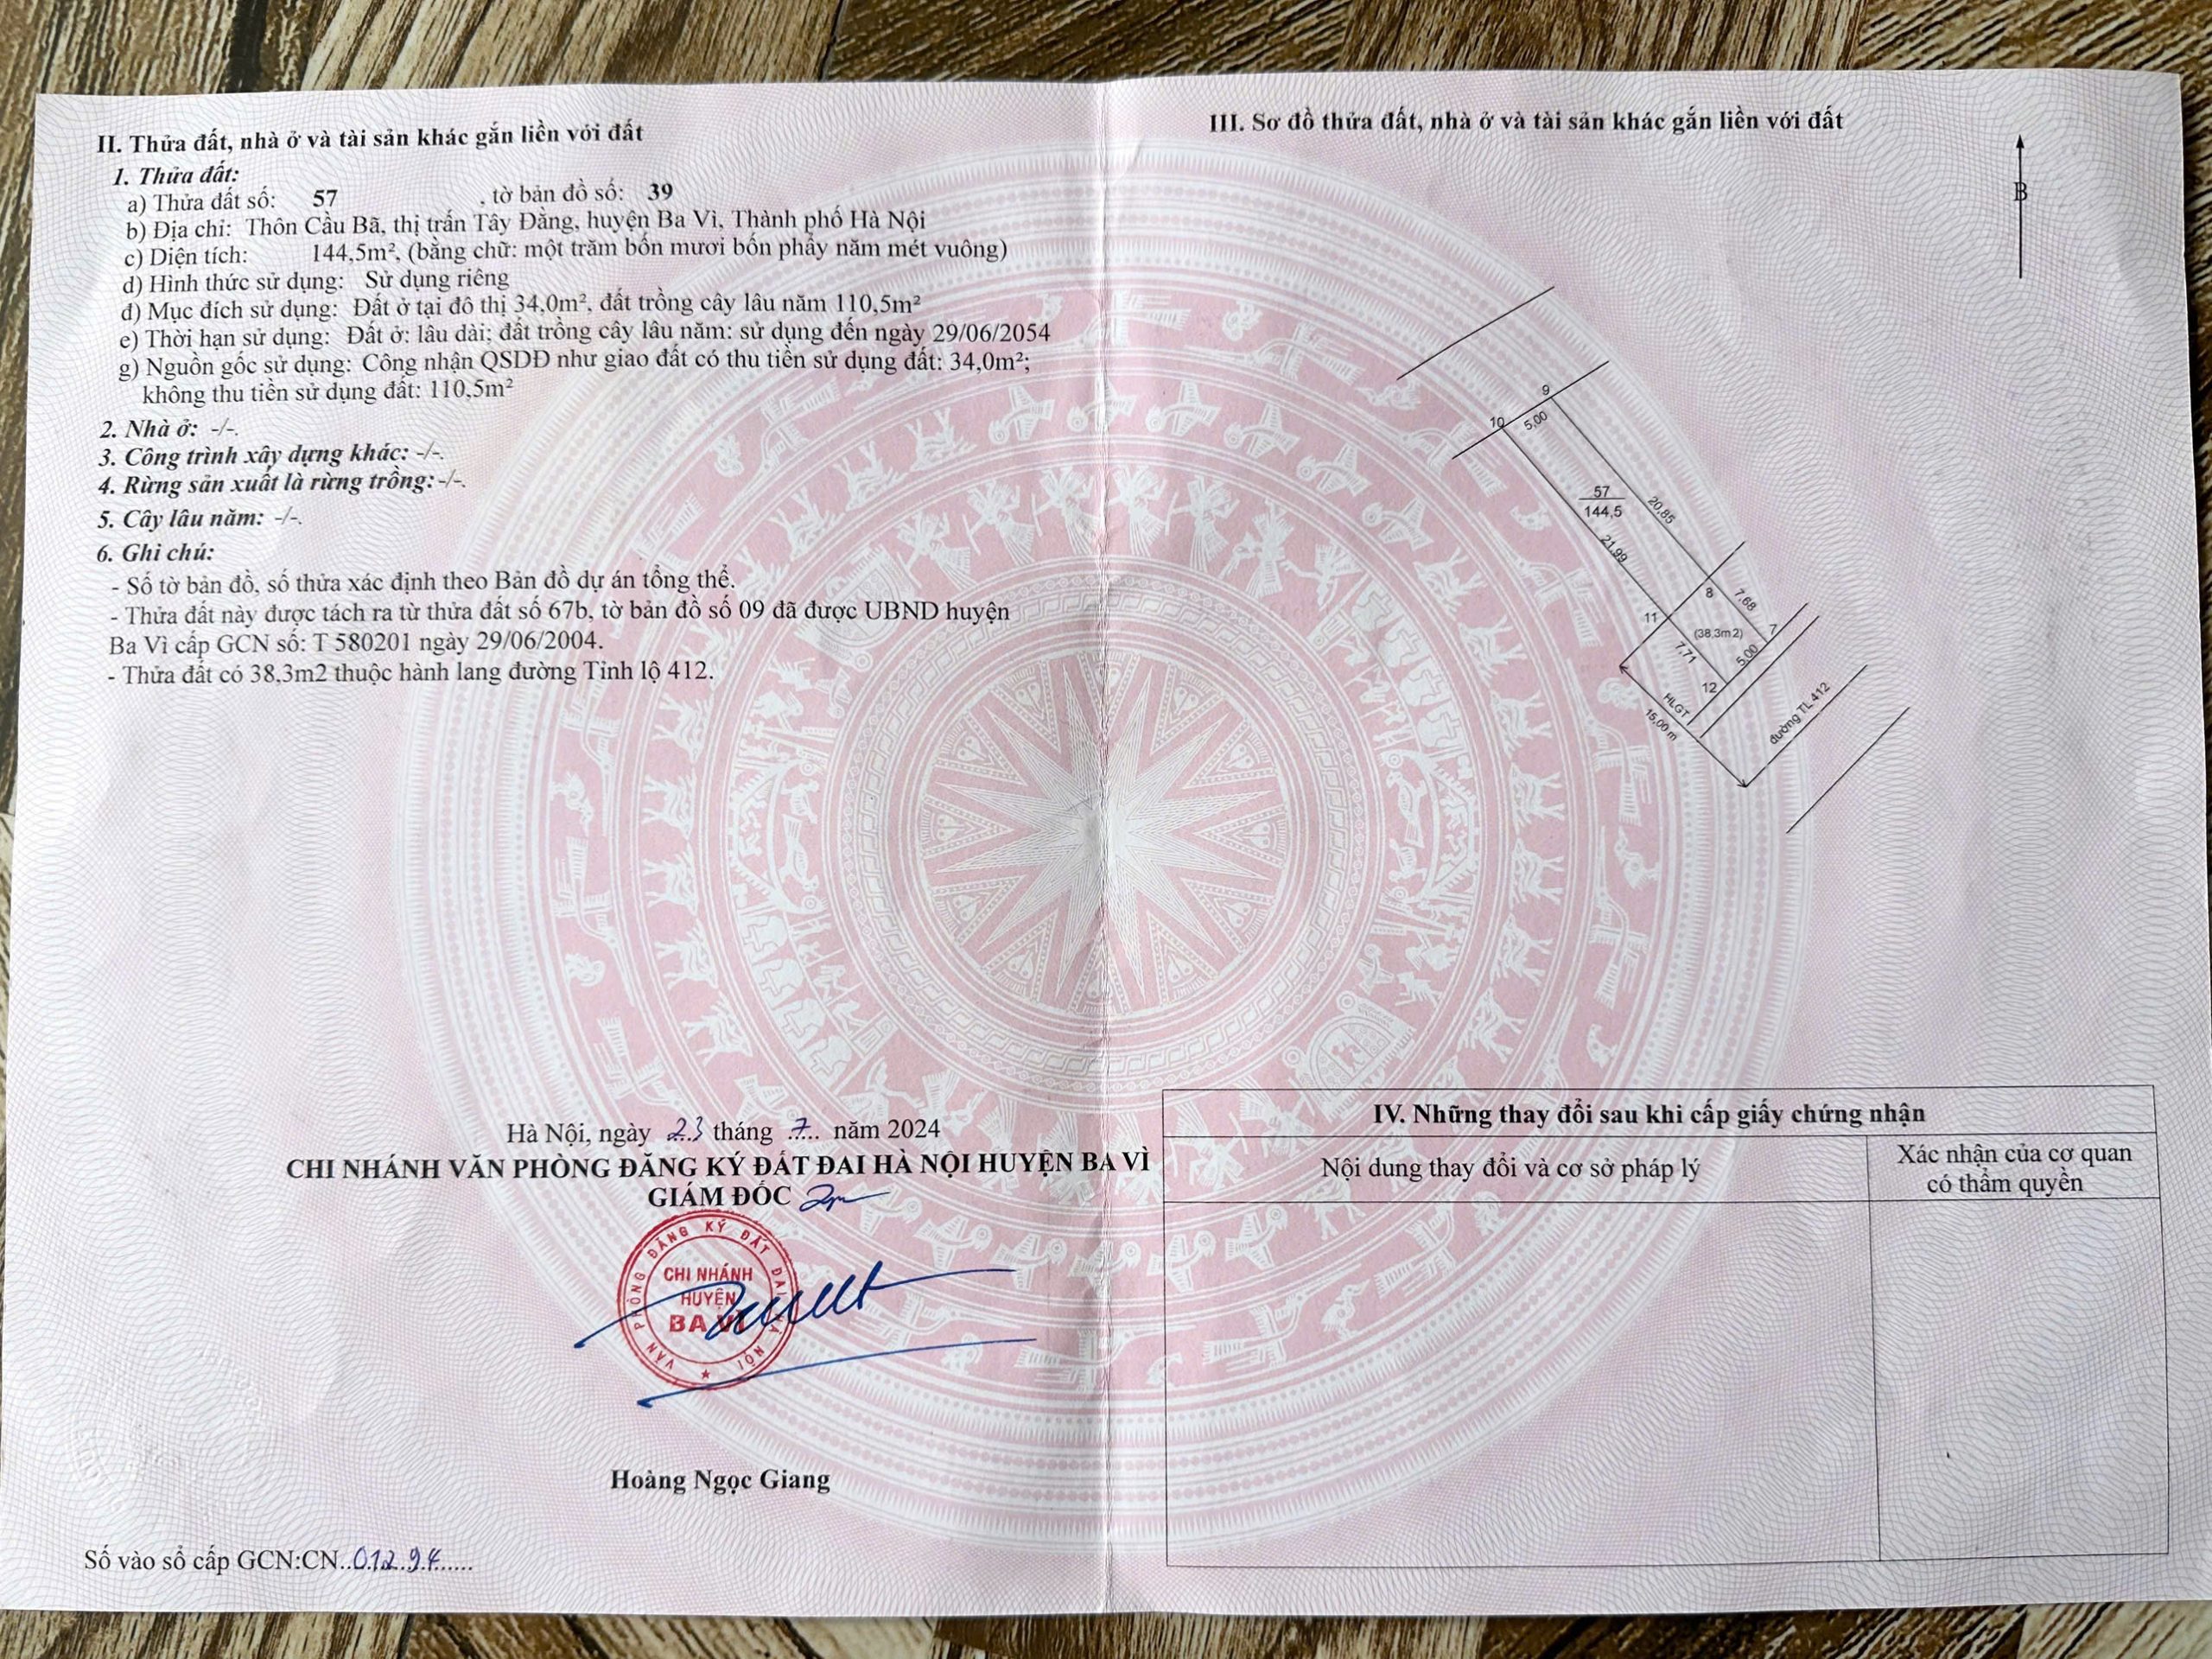 II. Thửa đất, nhà ở và tài sản khác gắn liền với đất
1. Thửa đất:
a) Thửa đất số: 57 , tờ bản đồ số: 39
b) Địa chỉ: Thôn Cầu Bã, thị trấn Tây Đằng, huyện Ba Vì, Thành phố Hà Nội
c) Diện tích: 144,5m², (bằng chữ: một trăm bốn mươi bốn phẩy năm mét vuông)
d) Hình thức sử dụng: Sử dụng riêng
đ) Mục đích sử dụng: Đất ở tại đô thị 34,0m², đất trồng cây lâu năm 110,5m²
e) Thời hạn sử dụng: Đất ở: lâu dài; đất trồng cây lâu năm: sử dụng đến ngày 29/06/2054
g) Nguồn gốc sử dụng: Công nhận QSDĐ như giao đất có thu tiền sử dụng đất: 34,0m²;
không thu tiền sử dụng đất: 110,5m²
2. Nhà ở: -/-.
3. Công trình xây dựng khác: -/-.
4. Rừng sản xuất là rừng trồng: -/-.
5. Cây lâu năm: -/-.
6. Ghi chú:
- Số tờ bản đồ, số thửa xác định theo Bản đồ dự án tổng thể.
- Thửa đất này được tách ra từ thửa đất số 67b, tờ bản đồ số 09 đã được UBND huyện
Ba Vì cấp GCN số: T 580201 ngày 29/06/2004.
- Thửa đất có 38,3m2 thuộc hành lang đường Tỉnh lộ 412.
Hà Nội, ngày 23 tháng 7 năm 2024
CHI NHÁNH VĂN PHÒNG ĐĂNG KÝ ĐẤT ĐAI HÀ NỘI HUYỆN BA VÌ
GIÁM ĐỐC
VĂN PHÒNG ĐĂNG KÝ ĐẤT ĐAI HÀ NỘI
CHI NHÁNH
HUYỆN
BA VÌ
Hoàng Ngọc Giang
Số vào sổ cấp GCN:CN..012.94......
III. Sơ đồ thửa đất, nhà ở và tài sản khác gắn liền với đất
B
9
10
5,00
57
144,5
20,85
21,99
8
7,68
11
(38,3m2)
7
7,71
5,00
12
HLGT
15,00 m
đường TL 412
IV. Những thay đổi sau khi cấp giấy chứng nhận
Nội dung thay đổi và cơ sở pháp lý
Xác nhận của cơ quan
có thẩm quyền